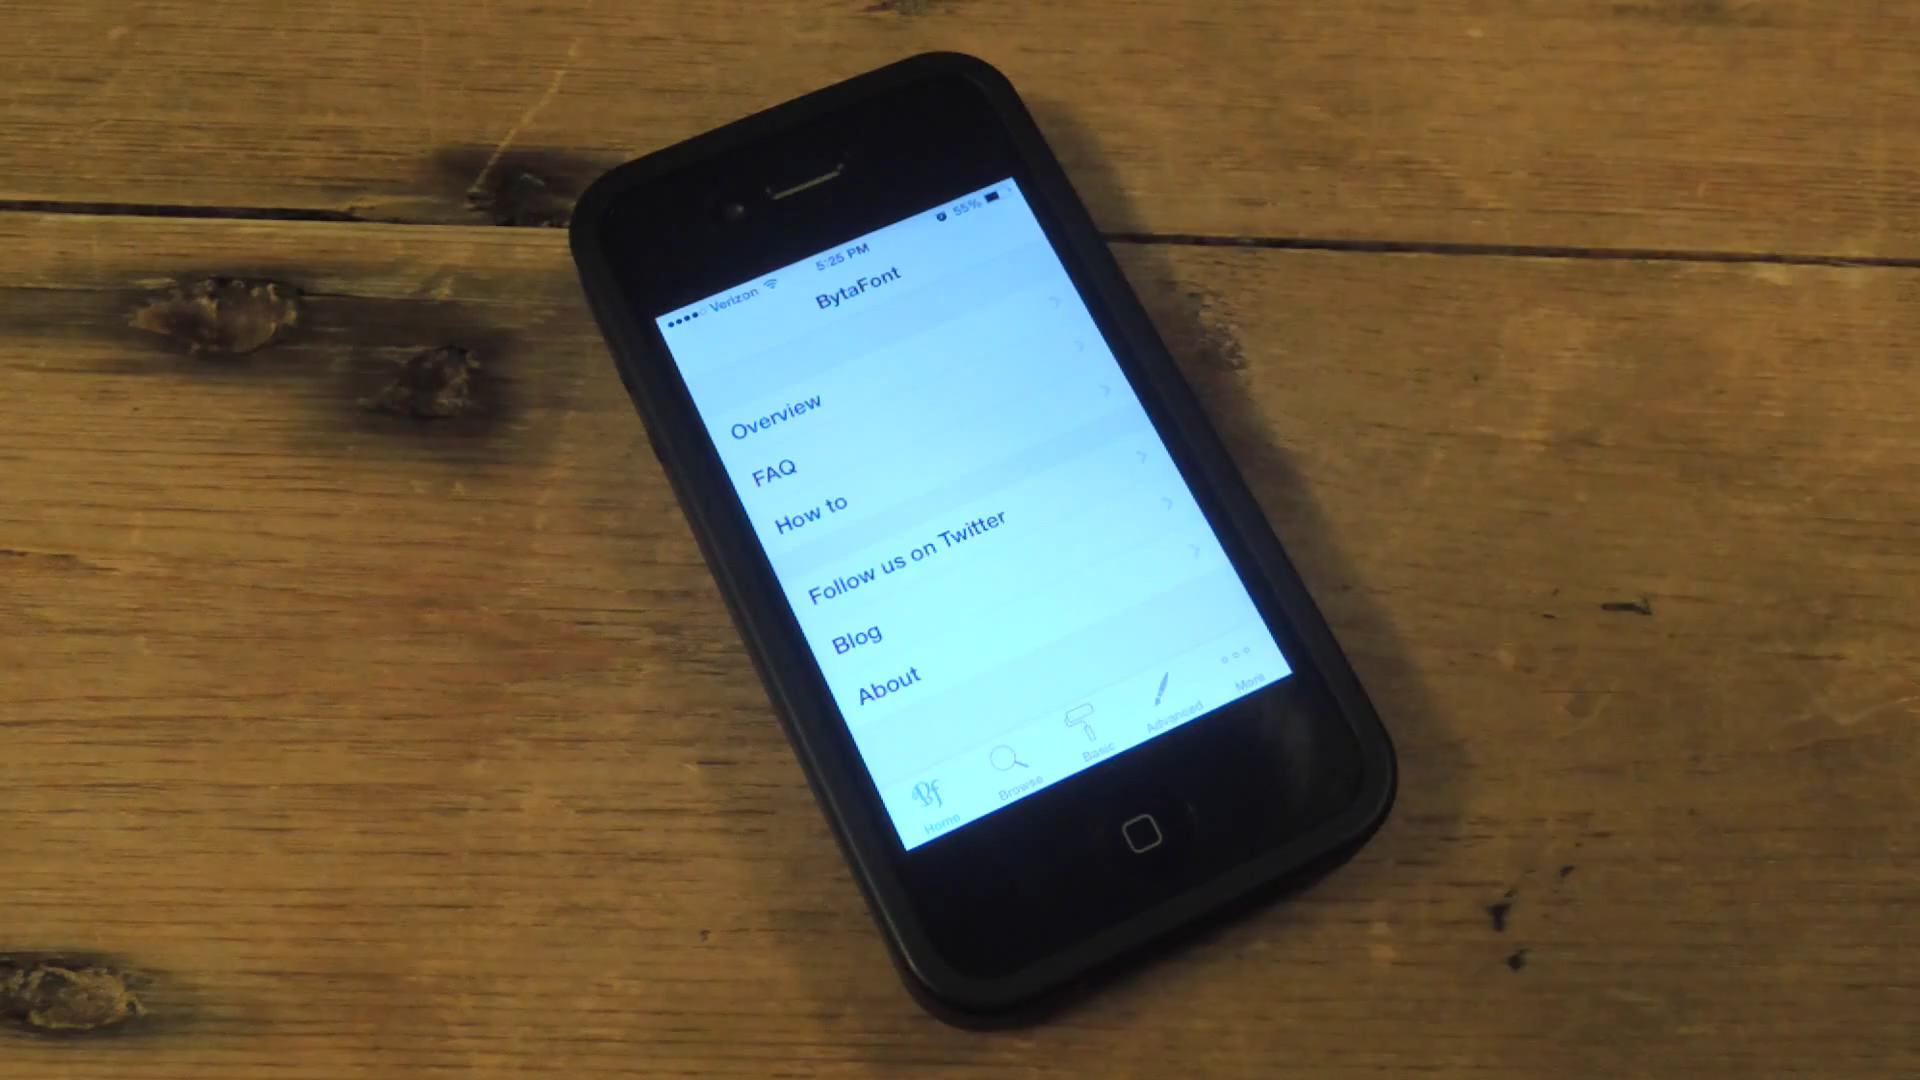 Verizon 5:25 PM 55%
BytaFont
Overview
FAQ
How to
Follow us on Twitter
Blog
About
Bf
Home Browse Basic Advanced More